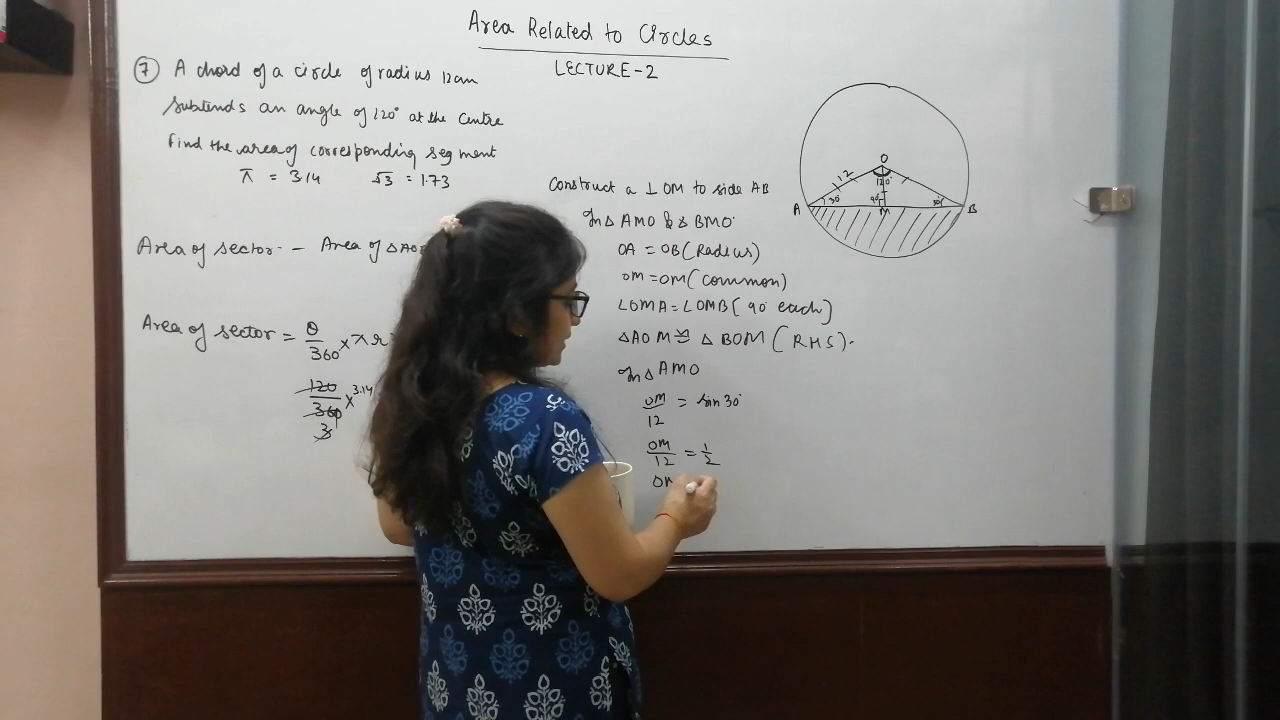 Area Related to Circles
LECTURE-2
7 A chord of a circle of radius 12cm
subtends an angle of 120° at the centre
Find the area of corresponding segment
π = 3.14 √3 = 1.73
Area of sector - Area of △AO
Area of sector = θ/360 × π r
120/360 × 3.14
3
Construct a ⊥ OM to side AB
In △ AMO & △ BMO
OA = OB (Radius)
OM = OM (common)
∠OMA = ∠OMB [90° each]
△AOM ≅ △ BOM (RHS).
In △ AMO
OM/12 = sin 30°
OM/12 = 1/2
OM
O
12
120°
30° 90° 30°
A M B